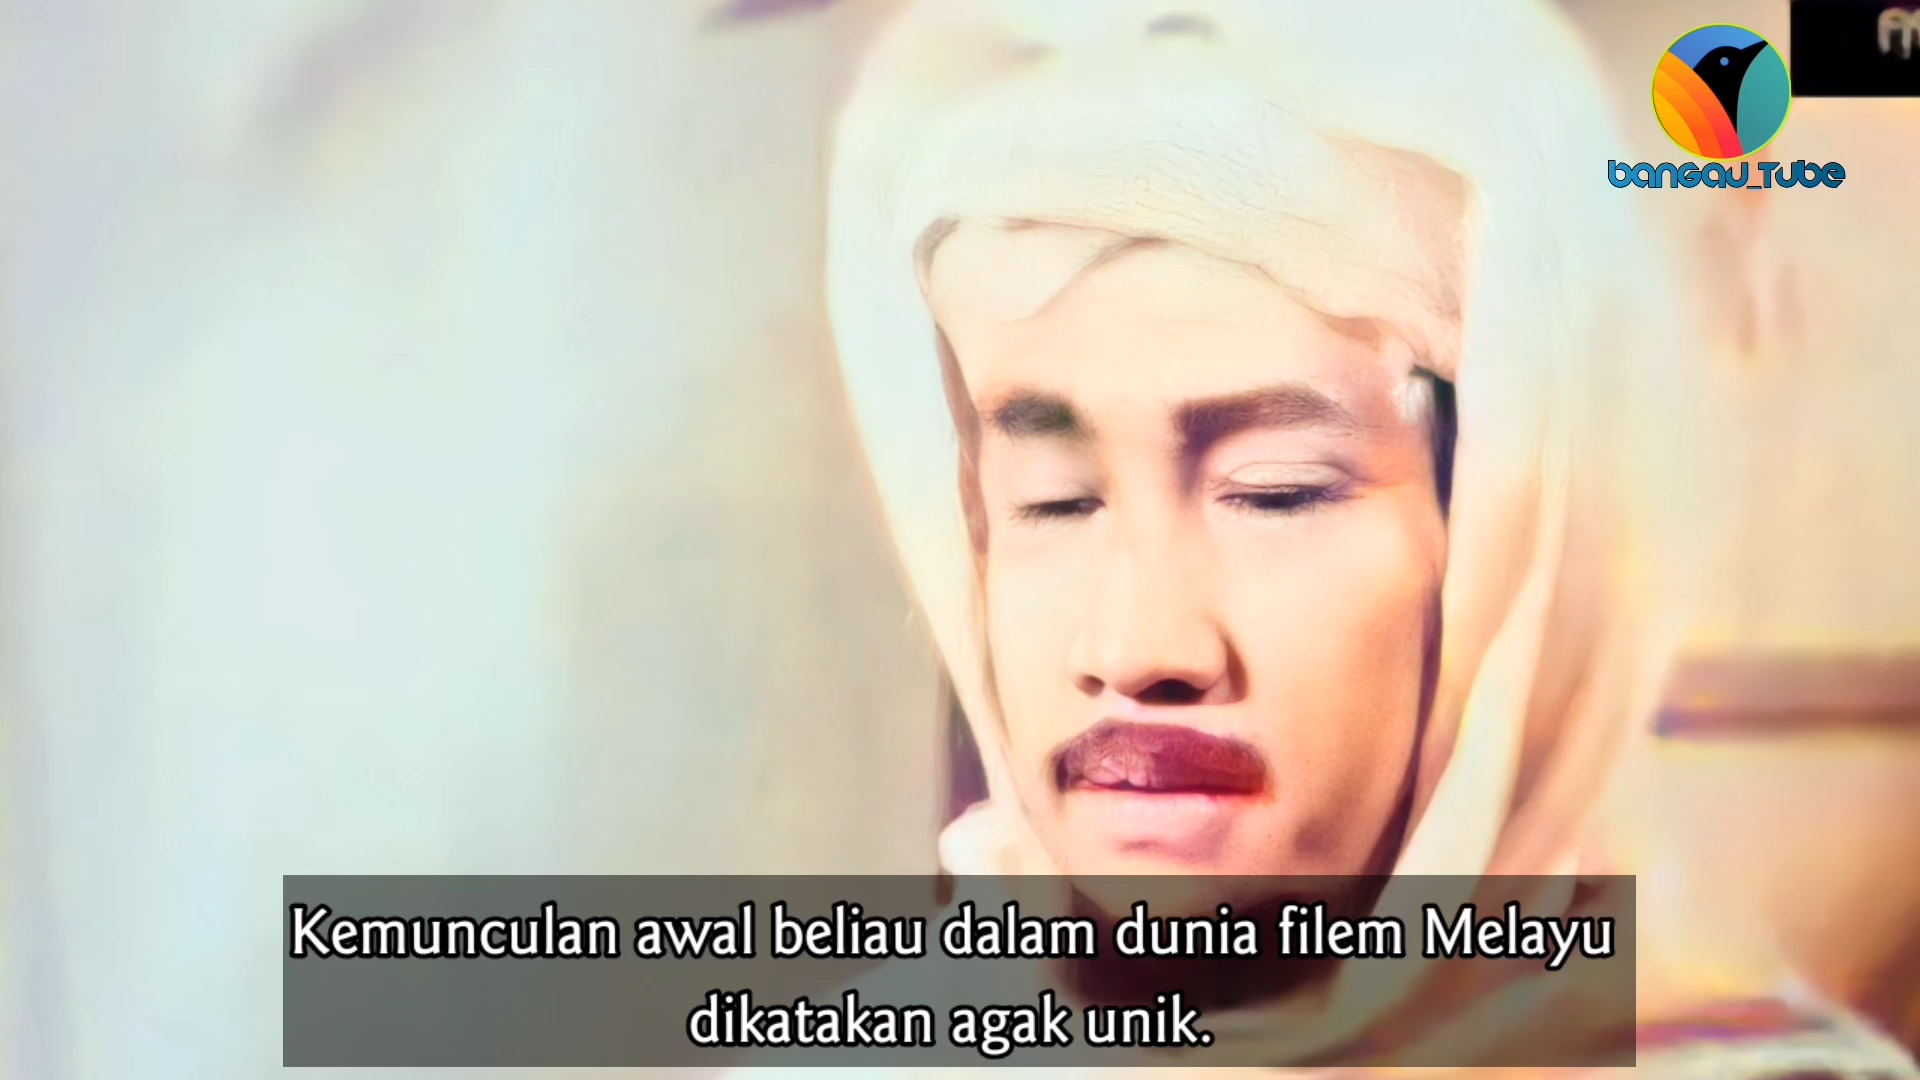 BANGAU_TUBE
Kemunculan awal beliau dalam dunia filem Melayu
dikatakan agak unik.